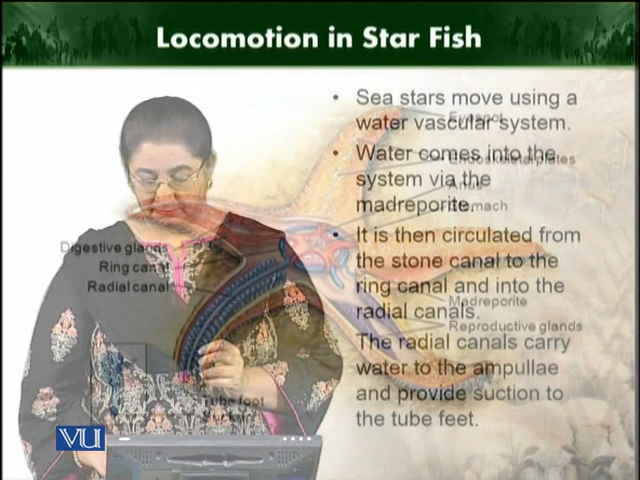 Locomotion in Star Fish
• Sea stars move using a
water vascular system.
• Water comes into the
system via the
madreporite.
• It is then circulated from
the stone canal to the
ring canal and into the
radial canals.
The radial canals carry
water to the ampullae
and provide suction to
the tube feet.
Eyespot
Endoskeletal plates
Anus
Stomach
Madreporite
Reproductive glands
Digestive glands
Ring canal
Radial canal
Tube foot
VU